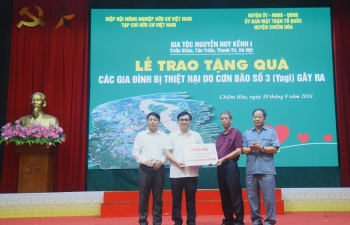 HIỆP HỘI NÔNG NGHIỆP HỮU CƠ VIỆT NAM
TẠP CHÍ HỮU CƠ VIỆT NAM
HUYỆN ỦY - HĐND - UBND
ỦY BAN MẶT TRẬN TỔ QUỐC
HUYỆN CHIÊM HÓA
GIA TỘC NGUYỄN HUY KÊNH I
Triều Khúc, Tân Triều, Thanh Trì, Hà Nội
LỄ TRAO TẶNG QUÀ
CÁC GIA ĐÌNH BỊ THIỆT HẠI DO CƠN BÃO SỐ 3 (Yagi) GÂY RA
Chiêm Hóa, ngày 30 tháng 9 năm 2024